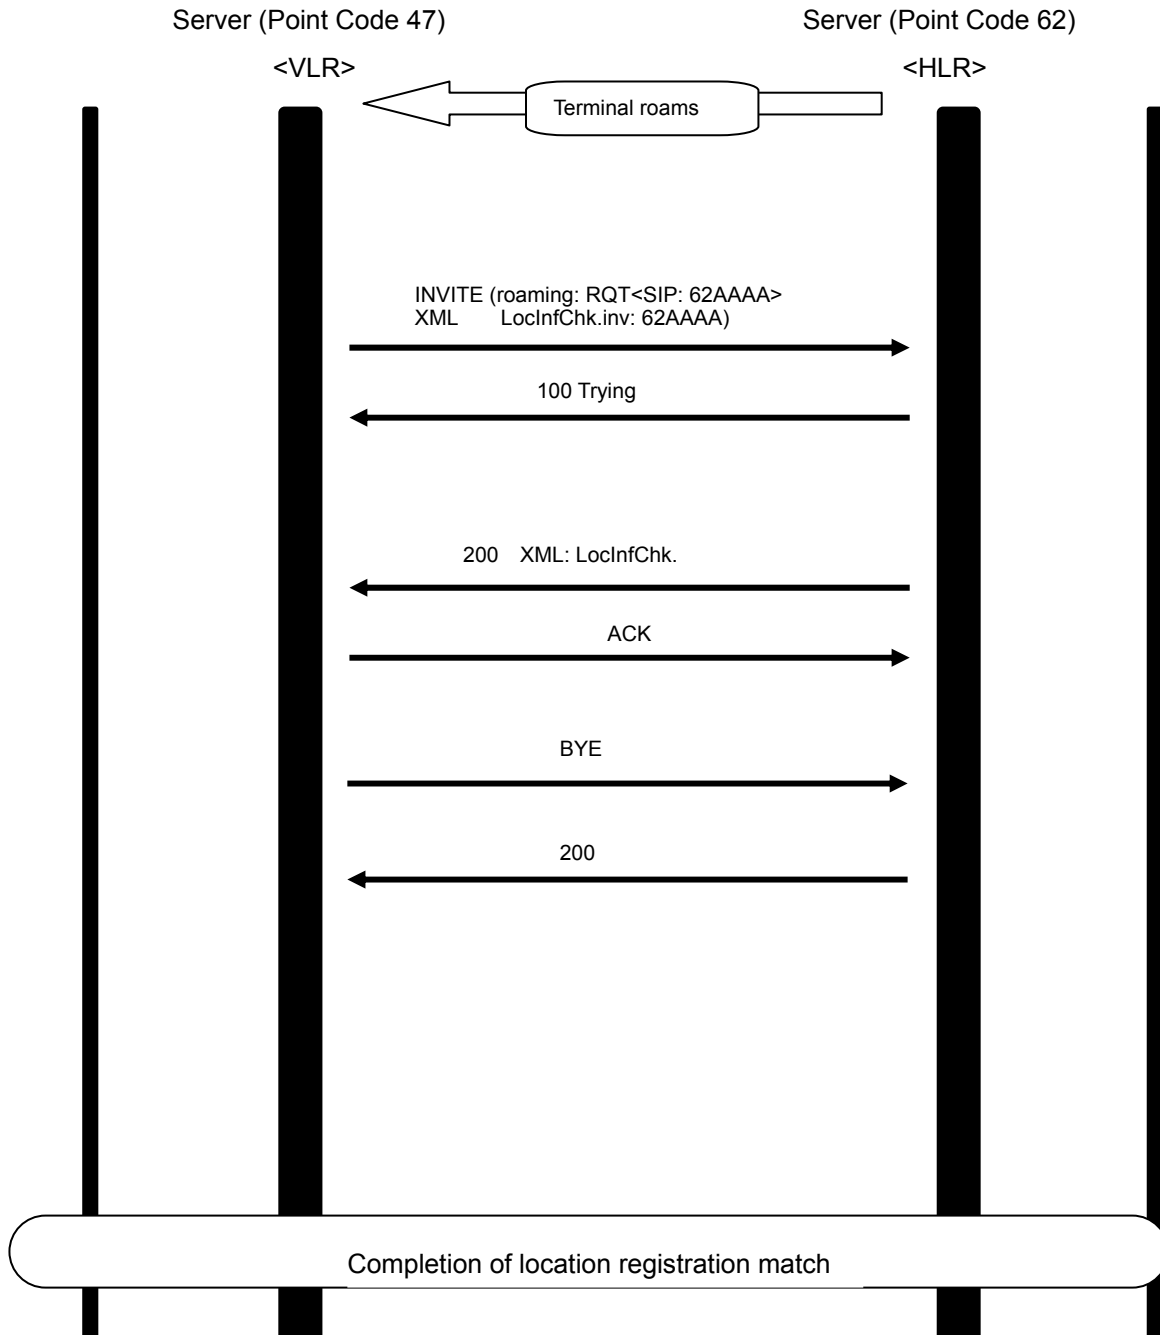 Server (Point Code 47)
Server (Point Code 62)
<VLR>
<HLR>
Terminal roams
INVITE (roaming: RQT<SIP: 62AAAA>
XML LocInfChk.inv: 62AAAA)
100 Trying
200 XML: LocInfChk.
ACK
BYE
200
Completion of location registration match